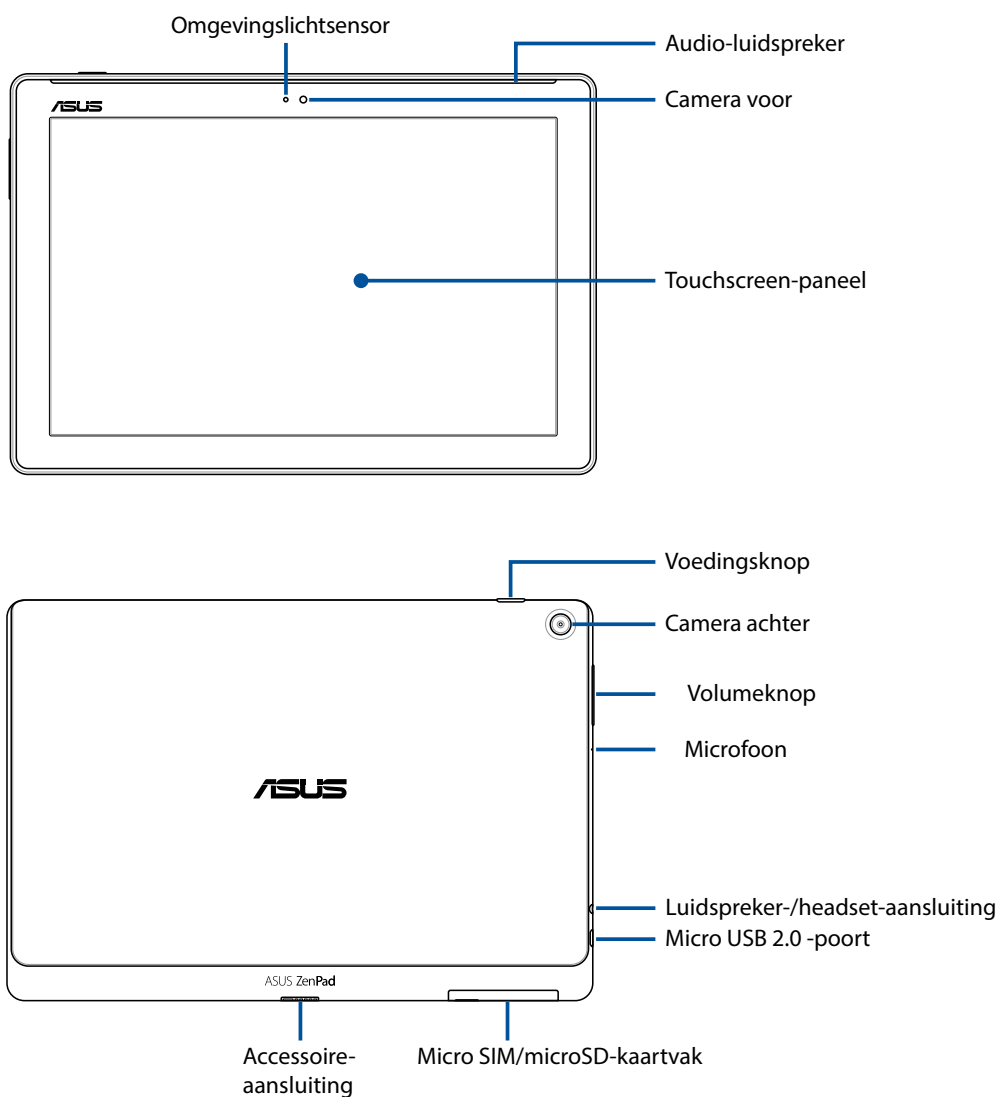 Omgevingslichtsensor
Audio-luidspreker
Camera voor
ASUS
Touchscreen-paneel
Voedingsknop
Camera achter
Volumeknop
Microfoon
ASUS
Luidspreker-/headset-aansluiting
Micro USB 2.0 -poort
ASUS ZenPad
Accessoire-
aansluiting
Micro SIM/microSD-kaartvak